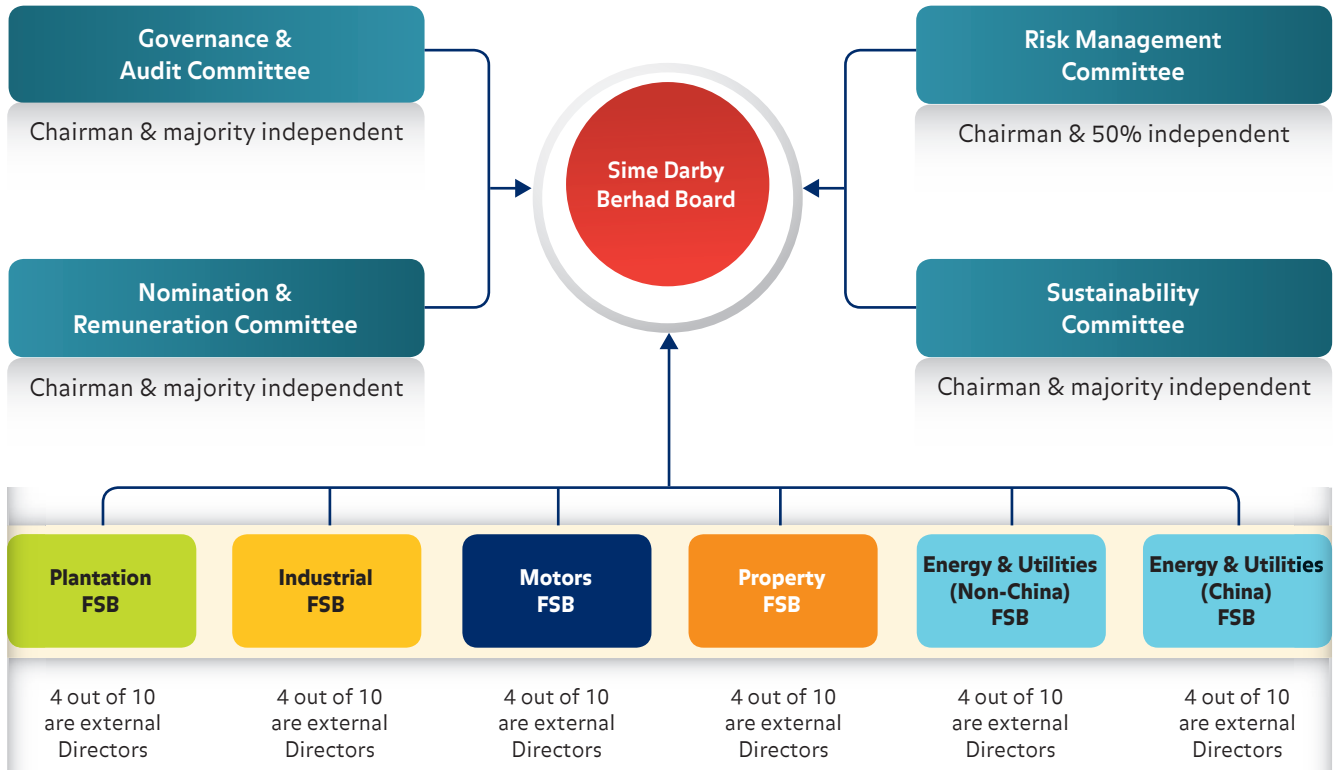 Governance &
Audit Committee
Chairman & majority independent
Risk Management
Committee
Chairman & 50% independent
Sime Darby
Berhad Board
Nomination &
Remuneration Committee
Chairman & majority independent
Sustainability
Committee
Chairman & majority independent
Plantation
FSB
Industrial
FSB
Motors
FSB
Property
FSB
Energy & Utilities
(Non-China)
FSB
Energy & Utilities
(China)
FSB
4 out of 10
are external
Directors
4 out of 10
are external
Directors
4 out of 10
are external
Directors
4 out of 10
are external
Directors
4 out of 10
are external
Directors
4 out of 10
are external
Directors